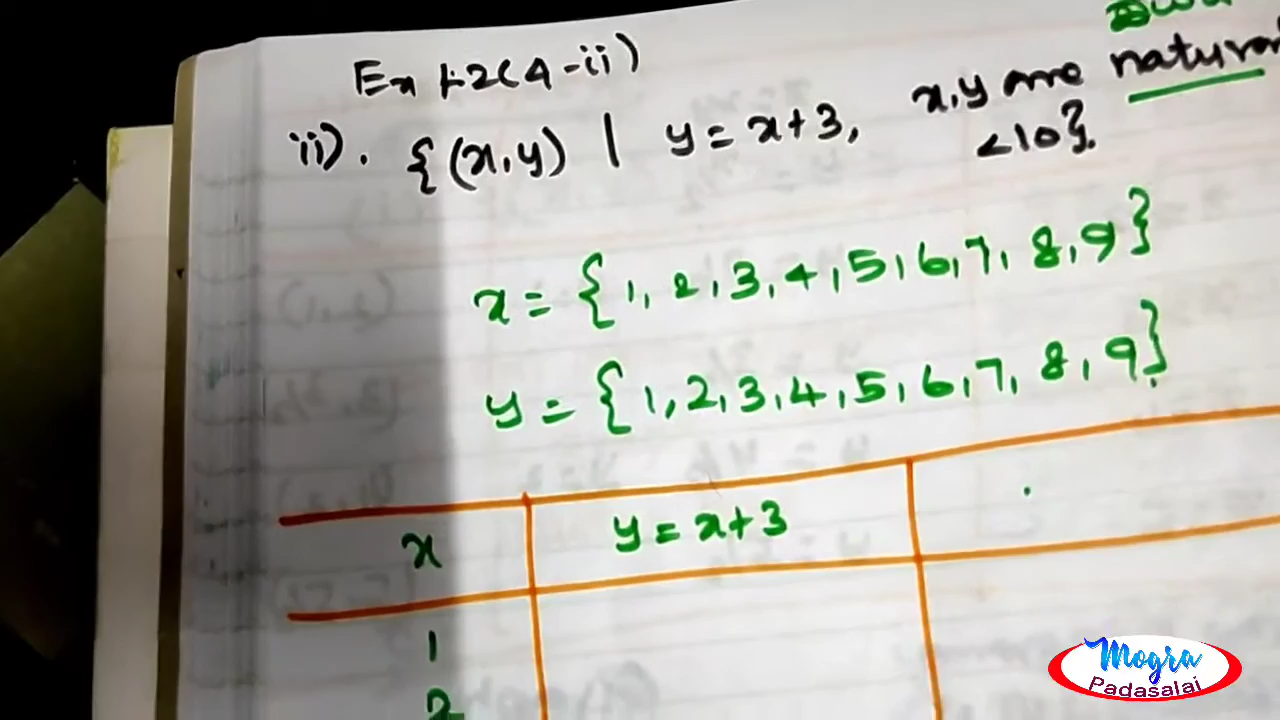 Ex 1.2(4-ii)
ii). {(x,y) | y = x+3, x,y are natural
<10}.
x = {1, 2, 3, 4, 5, 6, 7, 8, 9}
y = {1, 2, 3, 4, 5, 6, 7, 8, 9}.
x y = x+3
1
2
Mogra
Padasalai